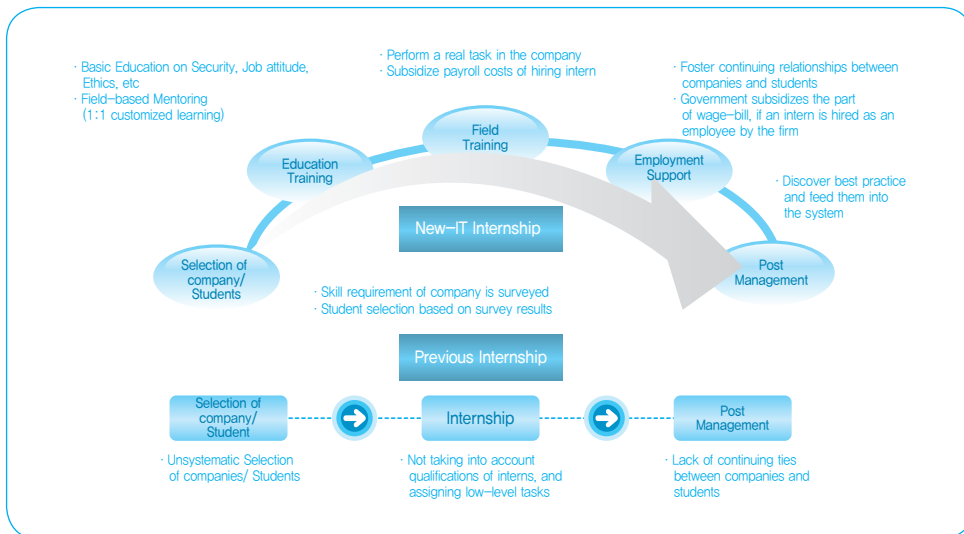 · Perform a real task in the company
· Subsidize payroll costs of hiring intern
· Basic Education on Security, Job attitude,
Ethics, etc
· Field-based Mentoring
(1:1 customized learning)
· Foster continuing relationships between
companies and students
· Government subsidizes the part
of wage-bill, if an intern is hired as an
employee by the firm
Field
Training
Education
Training
Employment
Support
· Discover best practice
and feed them into
the system
New-IT Internship
Selection of
company/
Students
Post
Management
· Skill requirement of company is surveyed
· Student selection based on survey results
Previous Internship
Selection of
company/
Student
Internship
Post
Management
· Unsystematic Selection
of companies/ Students
· Not taking into account
qualifications of interns, and
assigning low-level tasks
· Lack of continuing ties
between companies and
students